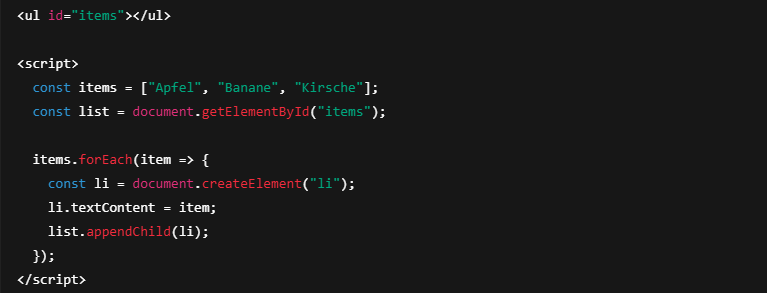 <ul id="items"></ul>

<script>
  const items = ["Apfel", "Banane", "Kirsche"];
  const list = document.getElementById("items");

  items.forEach(item => {
    const li = document.createElement("li");
    li.textContent = item;
    list.appendChild(li);
  });
</script>